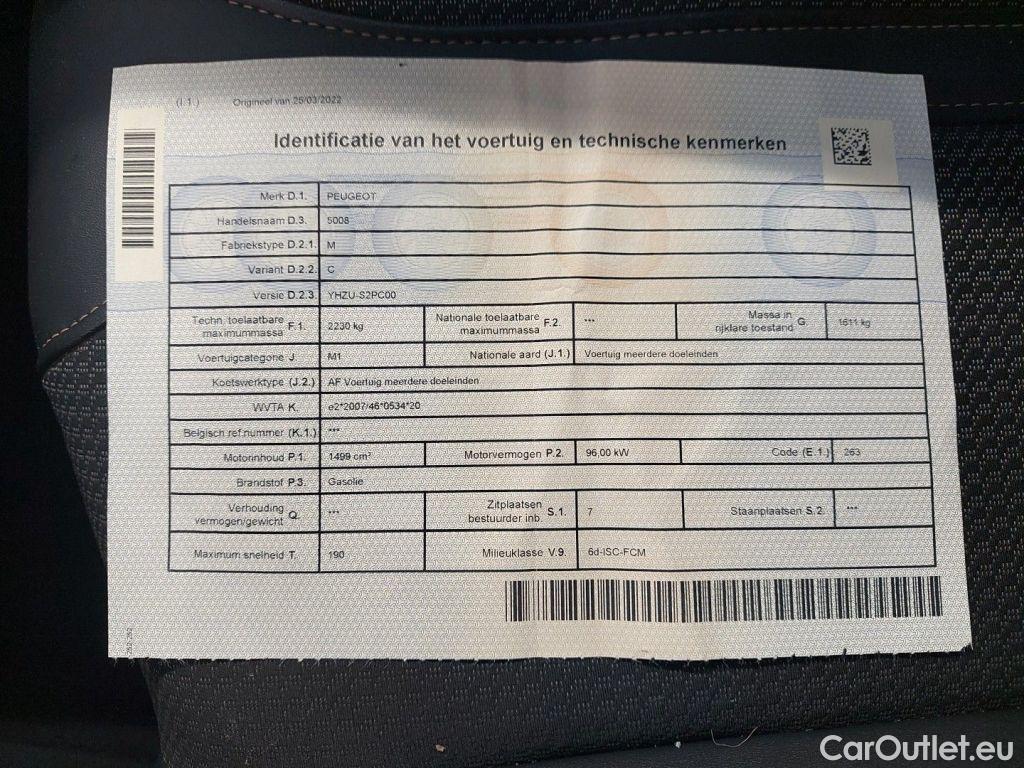 (I.1.) Origineel van 25/03/2022
Identificatie van het voertuig en technische kenmerken
Merk D.1. PEUGEOT
Handelsnaam D.3. 5008
Fabriekstype D.2.1. M
Variant D.2.2. C
Versie D.2.3. YHZU-S2PC00
Techn. toelaatbare maximummassa F.1. 2230 kg Nationale toelaatbare maximummassa F.2. *** Massa in rijklare toestand G. 1611 kg
Voertuigcategorie J. M1 Nationale aard (J.1.) Voertuig meerdere doeleinden
Koetswerktype (J.2.) AF Voertuig meerdere doeleinden
WVTA K. e2*2007/46*0534*20
Belgisch ref.nummer (K.1.) ***
Motorinhoud P.1. 1499 cm³ Motorvermogen P.2. 96,00 kW Code (E.1.) 263
Brandstof P.3. Gasolie
Verhouding vermogen/gewicht Q. *** Zitplaatsen bestuurder inb. S.1. 7 Staanplaatsen S.2. ***
Maximum snelheid T. 190 Milieuklasse V.9. 6d-ISC-FCM
CarOutlet.eu